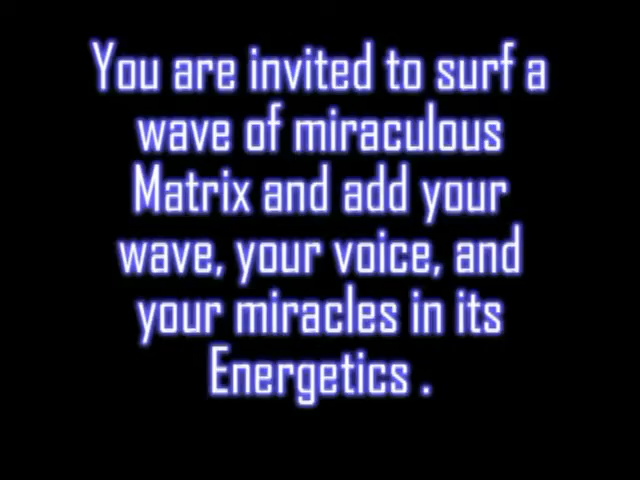 You are invited to surf a
wave of miraculous
Matrix and add your
wave, your voice, and
your miracles in its
Energetics .